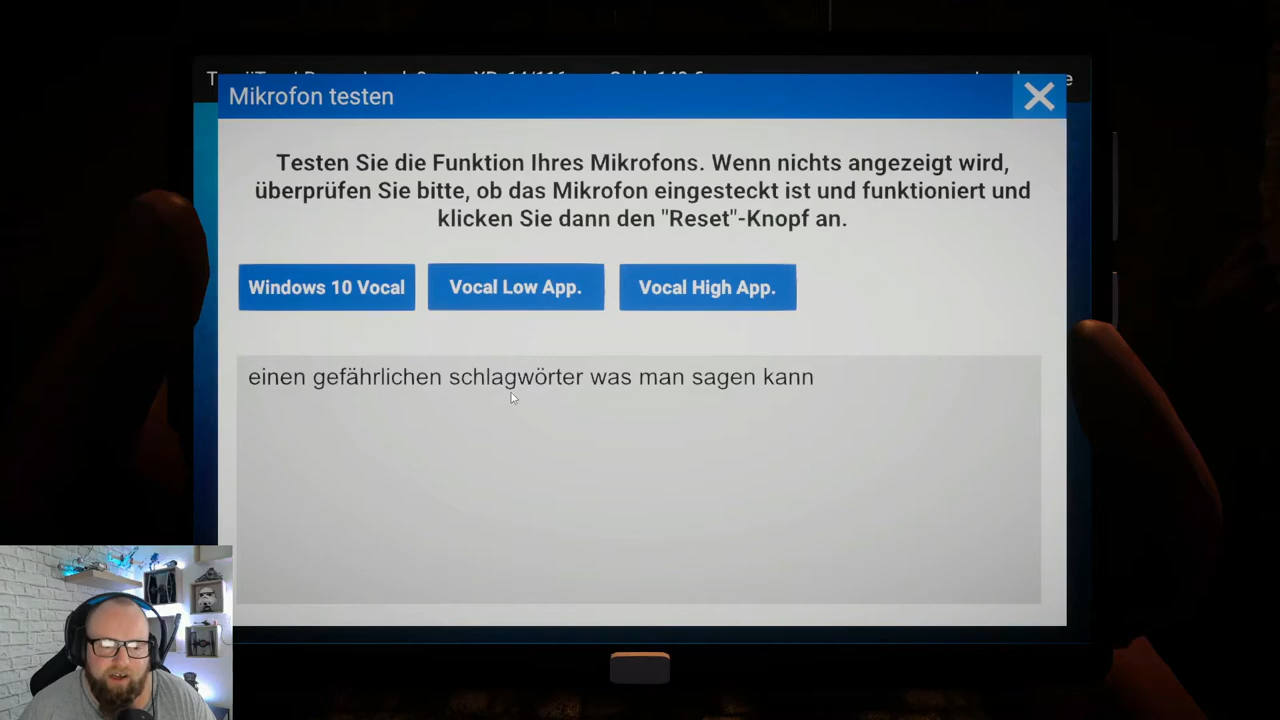 Mikrofon testen
Testen Sie die Funktion Ihres Mikrofons. Wenn nichts angezeigt wird,
überprüfen Sie bitte, ob das Mikrofon eingesteckt ist und funktioniert und
klicken Sie dann den "Reset"-Knopf an.
Windows 10 Vocal Vocal Low App. Vocal High App.
einen gefährlichen schlagwörter was man sagen kann